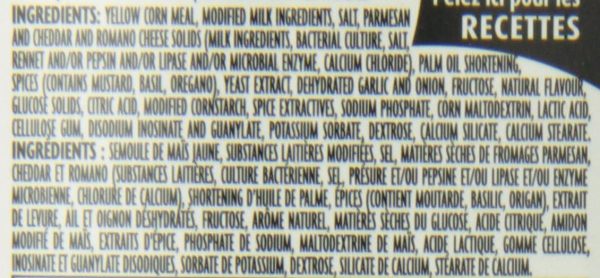 Pelez ici pour les
RECETTES
INGREDIENTS: YELLOW CORN MEAL, MODIFIED MILK INGREDIENTS, SALT, PARMESAN
AND CHEDDAR AND ROMANO CHEESE SOLIDS (MILK INGREDIENTS, BACTERIAL CULTURE, SALT,
RENNET AND/OR PEPSIN AND/OR LIPASE AND/OR MICROBIAL ENZYME, CALCIUM CHLORIDE), PALM OIL SHORTENING,
SPICES (CONTAINS MUSTARD, BASIL, OREGANO), YEAST EXTRACT, DEHYDRATED GARLIC AND ONION, FRUCTOSE, NATURAL FLAVOUR,
GLUCOSE SOLIDS, CITRIC ACID, MODIFIED CORNSTARCH, SPICE EXTRACTIVES, SODIUM PHOSPHATE, CORN MALTODEXTRIN, LACTIC ACID,
CELLULOSE GUM, DISODIUM INOSINATE AND GUANYLATE, POTASSIUM SORBATE, DEXTROSE, CALCIUM SILICATE, CALCIUM STEARATE.
INGRÉDIENTS : SEMOULE DE MAÏS JAUNE, SUBSTANCES LAITIÈRES MODIFIÉES, SEL, MATIÈRES SÈCHES DE FROMAGES PARMESAN,
CHEDDAR ET ROMANO (SUBSTANCES LAITIÈRES, CULTURE BACTÉRIENNE, SEL, PRÉSURE ET/OU PEPSINE ET/OU LIPASE ET/OU ENZYME
MICROBIENNE, CHLORURE DE CALCIUM), SHORTENING D'HUILE DE PALME, ÉPICES (CONTIENT MOUTARDE, BASILIC, ORIGAN), EXTRAIT
DE LEVURE, AIL ET OIGNON DÉSHYDRATÉS, FRUCTOSE, ARÔME NATUREL, MATIÈRES SÈCHES DU GLUCOSE, ACIDE CITRIQUE, AMIDON
MODIFIÉ DE MAÏS, EXTRAITS D'ÉPICE, PHOSPHATE DE SODIUM, MALTODEXTRINE DE MAÏS, ACIDE LACTIQUE, GOMME CELLULOSE,
INOSINATE ET GUANYLATE DISODIQUES, SORBATE DE POTASSIUM, DEXTROSE, SILICATE DE CALCIUM, STÉARATE DE CALCIUM.